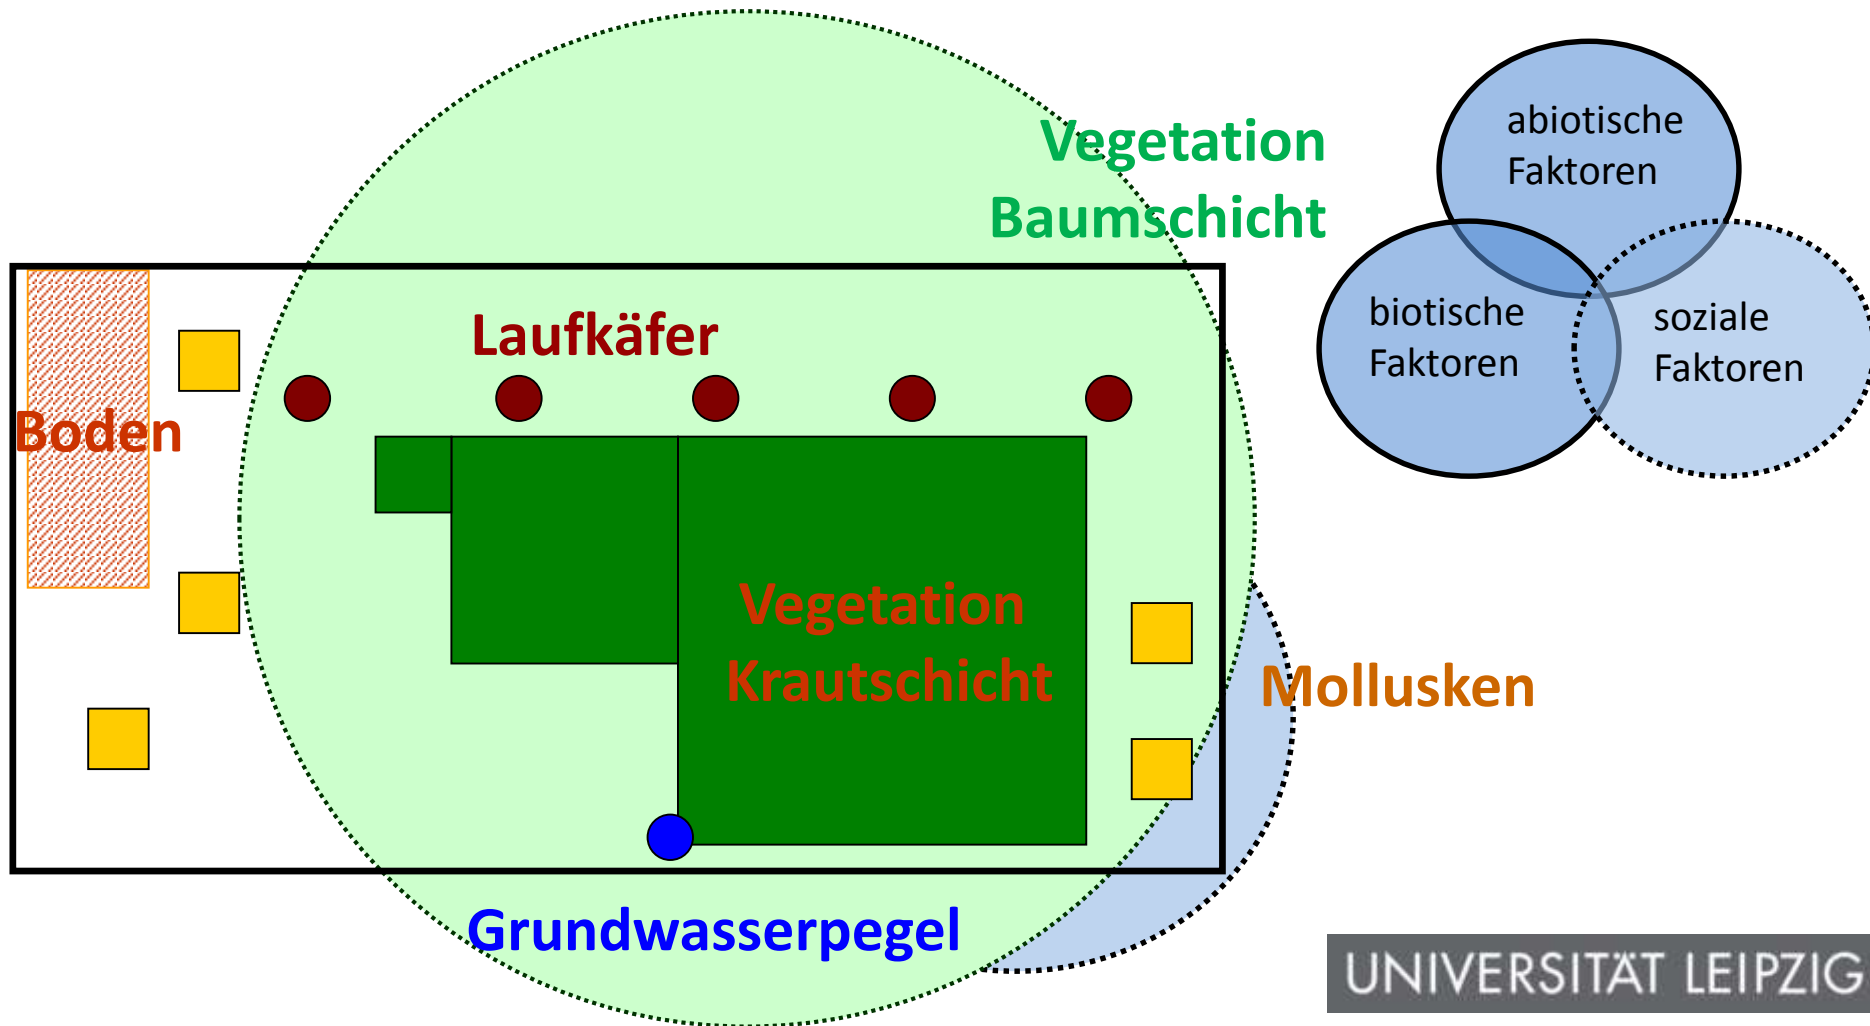 Vegetation
Baumschicht
abiotische
Faktoren
biotische
Faktoren
soziale
Faktoren
Laufkäfer
Boden
Vegetation
Krautschicht
Mollusken
Grundwasserpegel
UNIVERSITÄT LEIPZIG